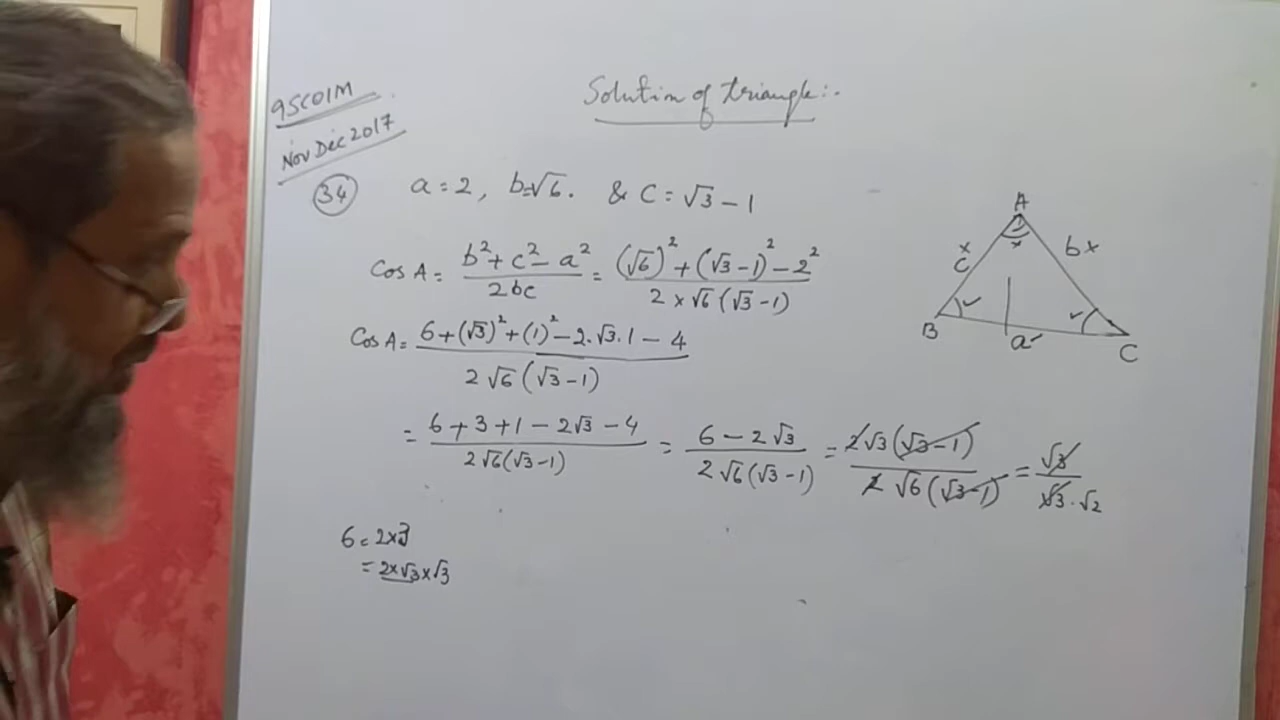 9SC01M
Nov Dec 2017
Solution of triangle:-
34 a = 2, b = √6. & C = √3 - 1
Cos A = b² + c² - a² / 2bc = (√6)² + (√3 - 1)² - 2² / 2 × √6 (√3 - 1)
Cos A = 6 + (√3)² + (1)² - 2.√3.1 - 4 / 2√6 (√3 - 1)
= 6 + 3 + 1 - 2√3 - 4 / 2√6 (√3 - 1) = 6 - 2√3 / 2√6 (√3 - 1) = 2√3 (√3 - 1) / 2√6 (√3 - 1) = √3 / √3 . √2
6 = 2×3
= 2×√3×√3
A
x
x
b x
C
B
a
C